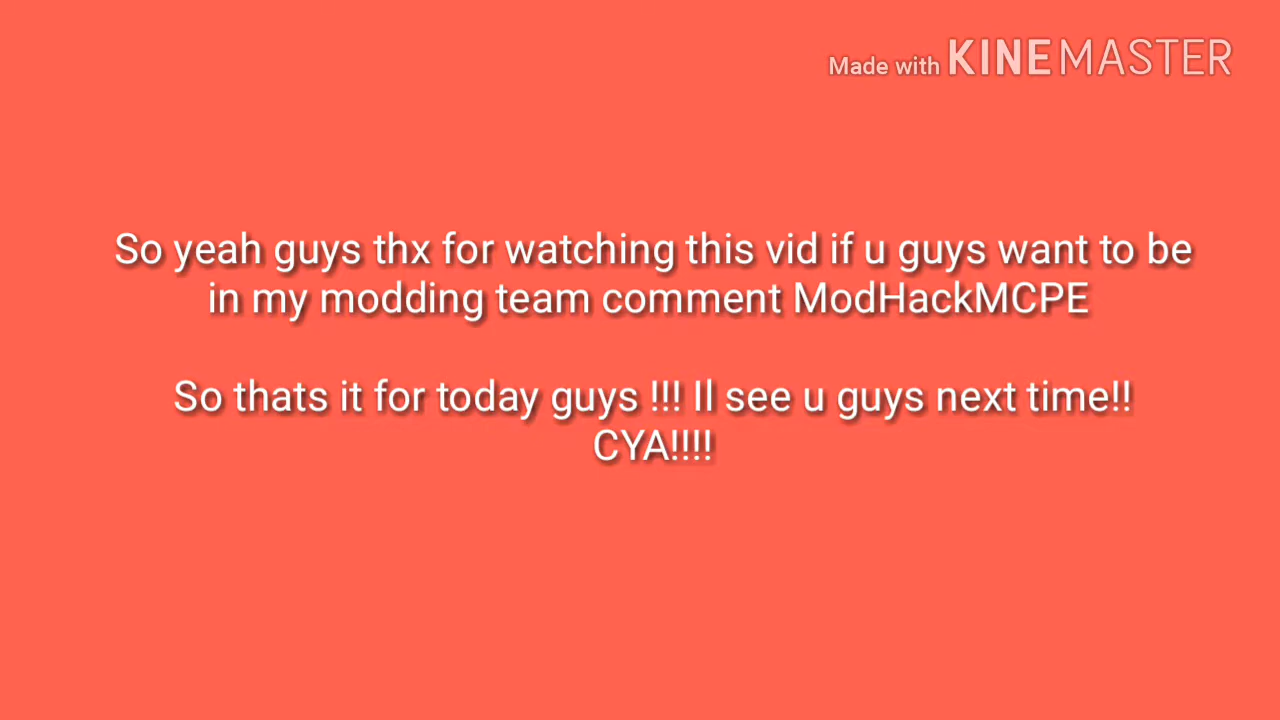 Made with KINEMASTER
So yeah guys thx for watching this vid if u guys want to be
in my modding team comment ModHackMCPE
So thats it for today guys !!! Il see u guys next time!!
CYA!!!!